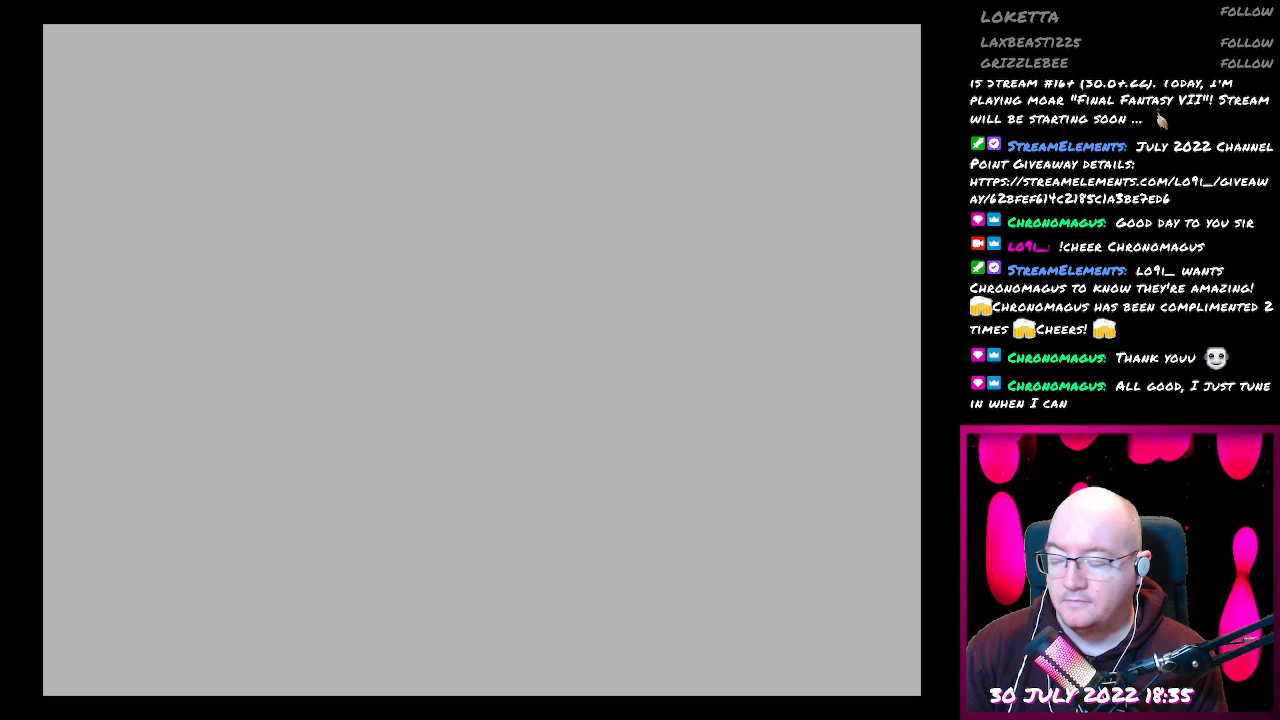 LOKETTA FOLLOW
LAXBEAST1225 FOLLOW
GRIZZLEBEE FOLLOW
IS STREAM #167 (30.07.22). TODAY, I'M
PLAYING MOAR "FINAL FANTASY VII"! STREAM
WILL BE STARTING SOON ...
STREAMELEMENTS: JULY 2022 CHANNEL
POINT GIVEAWAY DETAILS:
HTTPS://STREAMELEMENTS.COM/LO9I_/GIVEAW
AY/62BFEF614C2185C1A3BE7ED6
CHRONOMAGUS: GOOD DAY TO YOU SIR
LO9I_: !CHEER CHRONOMAGUS
STREAMELEMENTS: LO9I_ WANTS
CHRONOMAGUS TO KNOW THEY'RE AMAZING!
CHRONOMAGUS HAS BEEN COMPLIMENTED 2
TIMES CHEERS!
CHRONOMAGUS: THANK YOUU
CHRONOMAGUS: ALL GOOD, I JUST TUNE
IN WHEN I CAN
30 JULY 2022 18:35